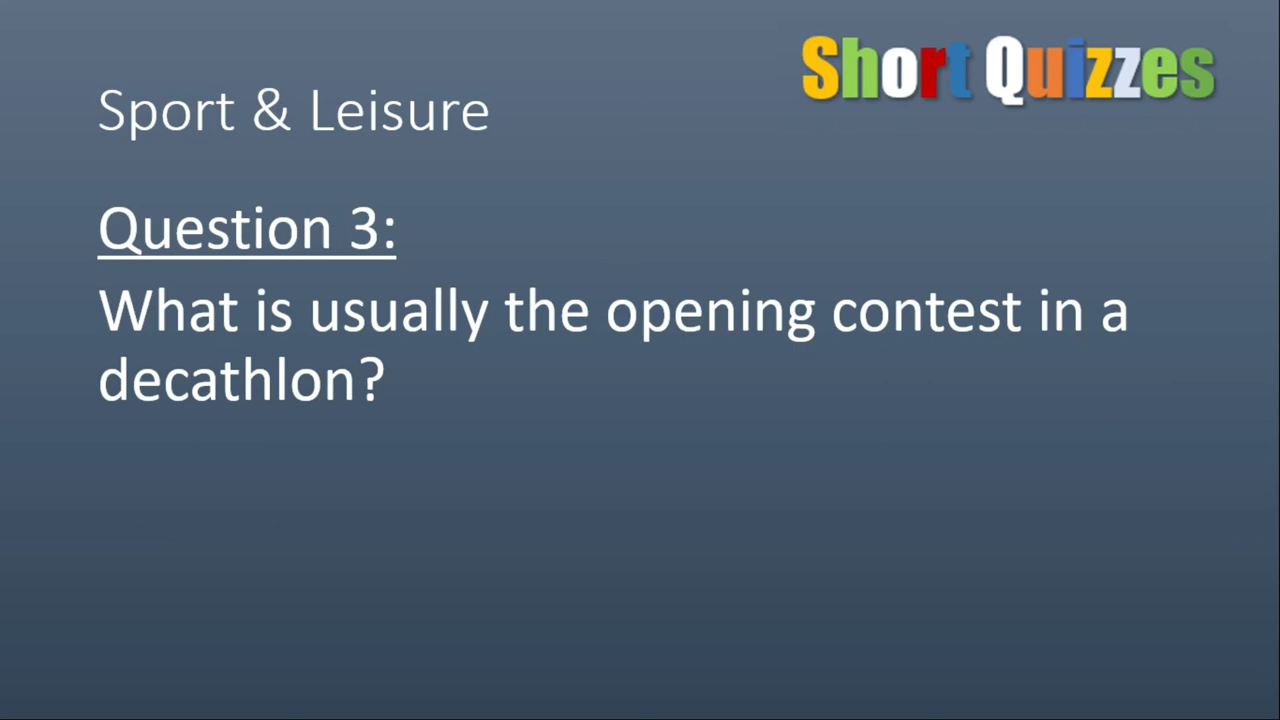 Short Quizzes
Sport & Leisure
Question 3:
What is usually the opening contest in a
decathlon?